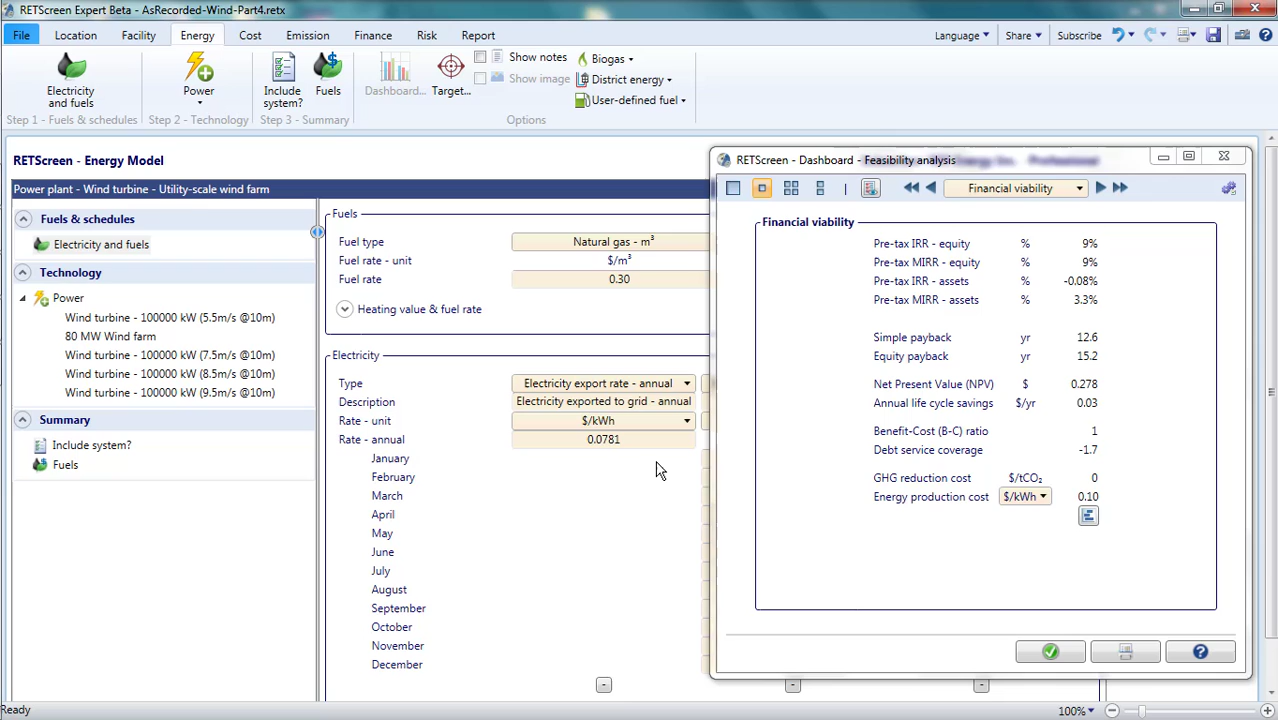 RETScreen Expert Beta - AsRecorded-Wind-Part4.retx
File Location Facility Energy Cost Emission Finance Risk Report Language Share Subscribe
Electricity and fuels
Power
Include system?
Fuels
Dashboard...
Target...
Show notes
Show image
Biogas
District energy
User-defined fuel
Step 1 - Fuels & schedules Step 2 - Technology Step 3 - Summary Options
RETScreen - Energy Model
Power plant - Wind turbine - Utility-scale wind farm
Fuels & schedules
Electricity and fuels
Technology
Power
Wind turbine - 100000 kW (5.5m/s @10m)
80 MW Wind farm
Wind turbine - 100000 kW (7.5m/s @10m)
Wind turbine - 100000 kW (8.5m/s @10m)
Wind turbine - 100000 kW (9.5m/s @10m)
Summary
Include system?
Fuels
Fuels
Fuel type Natural gas - m³
Fuel rate - unit $/m³
Fuel rate 0.30
Heating value & fuel rate
Electricity
Type Electricity export rate - annual
Description Electricity exported to grid - annual
Rate - unit $/kWh
Rate - annual 0.0781
January
February
March
April
May
June
July
August
September
October
November
December
- - -
RETScreen - Dashboard - Feasibility analysis
Financial viability
Financial viability
Pre-tax IRR - equity % 9%
Pre-tax MIRR - equity % 9%
Pre-tax IRR - assets % -0.08%
Pre-tax MIRR - assets % 3.3%
Simple payback yr 12.6
Equity payback yr 15.2
Net Present Value (NPV) $ 0.278
Annual life cycle savings $/yr 0.03
Benefit-Cost (B-C) ratio 1
Debt service coverage -1.7
GHG reduction cost $/tCO₂ 0
Energy production cost $/kWh 0.10
Ready 100%